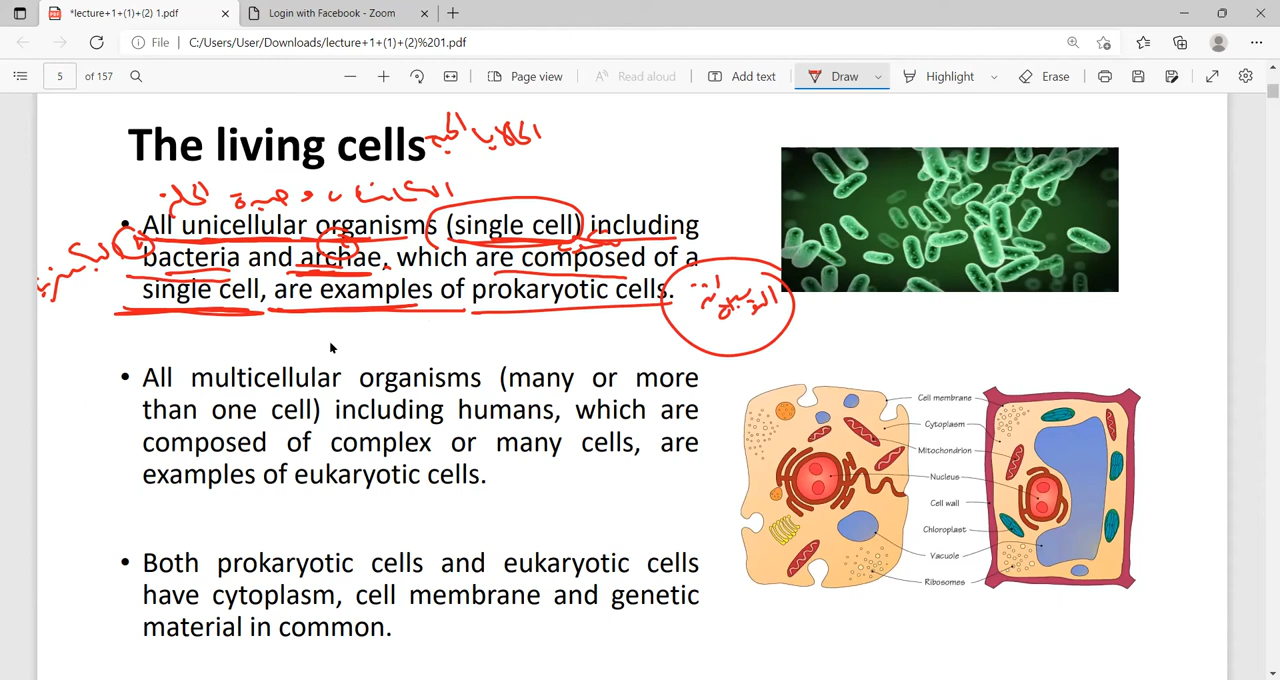 *lecture+1+(1)+(2) 1.pdf
Login with Facebook - Zoom
File
C:/Users/User/Downloads/lecture+1+(1)+(2)%201.pdf
5 of 157
Page view
Read aloud
Add text
Draw
Highlight
Erase
The living cells الخلايا الحية
• All unicellular organisms (single cell) including
bacteria and archae, which are composed of a
single cell, are examples of prokaryotic cells.
• All multicellular organisms (many or more
than one cell) including humans, which are
composed of complex or many cells, are
examples of eukaryotic cells.
• Both prokaryotic cells and eukaryotic cells
have cytoplasm, cell membrane and genetic
material in common.
Cell membrane
Cytoplasm
Mitochondrion
Nucleus
Cell wall
Chloroplast
Vacuole
Ribosomes